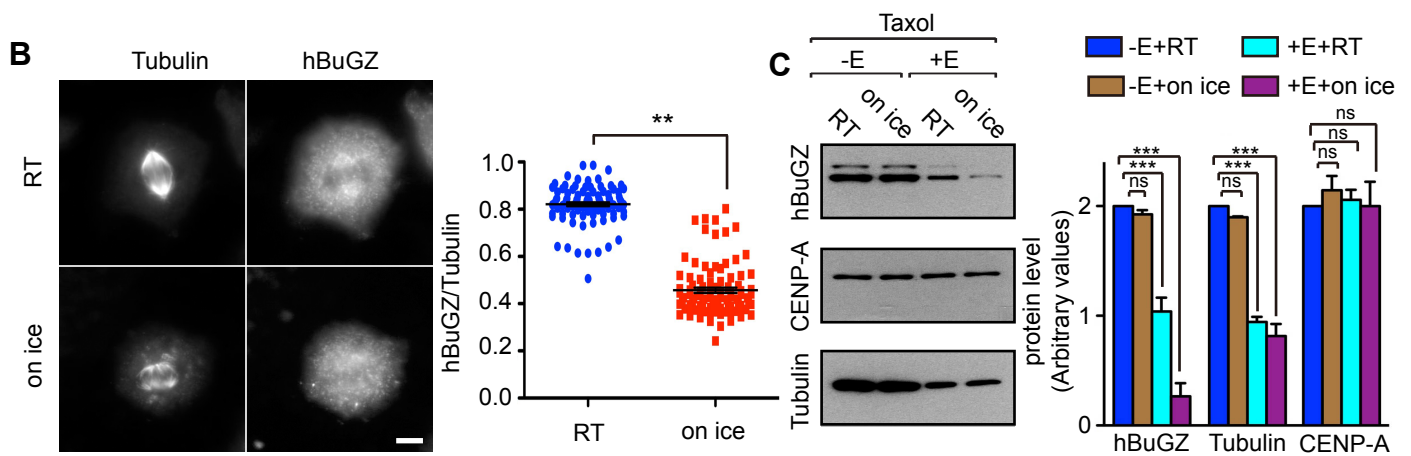 B
Tubulin hBuGZ
RT
on ice
hBuGZ/Tubulin
1.0
0.8
0.6
0.4
0.2
0.0
**
RT on ice
C
Taxol
-E +E
RT on ice RT on ice
hBuGZ
CENP-A
Tubulin
-E+RT +E+RT
-E+on ice +E+on ice
protein level
(Arbitrary values)
2
1
0
***
***
ns
***
***
ns
ns
ns
ns
hBuGZ Tubulin CENP-A